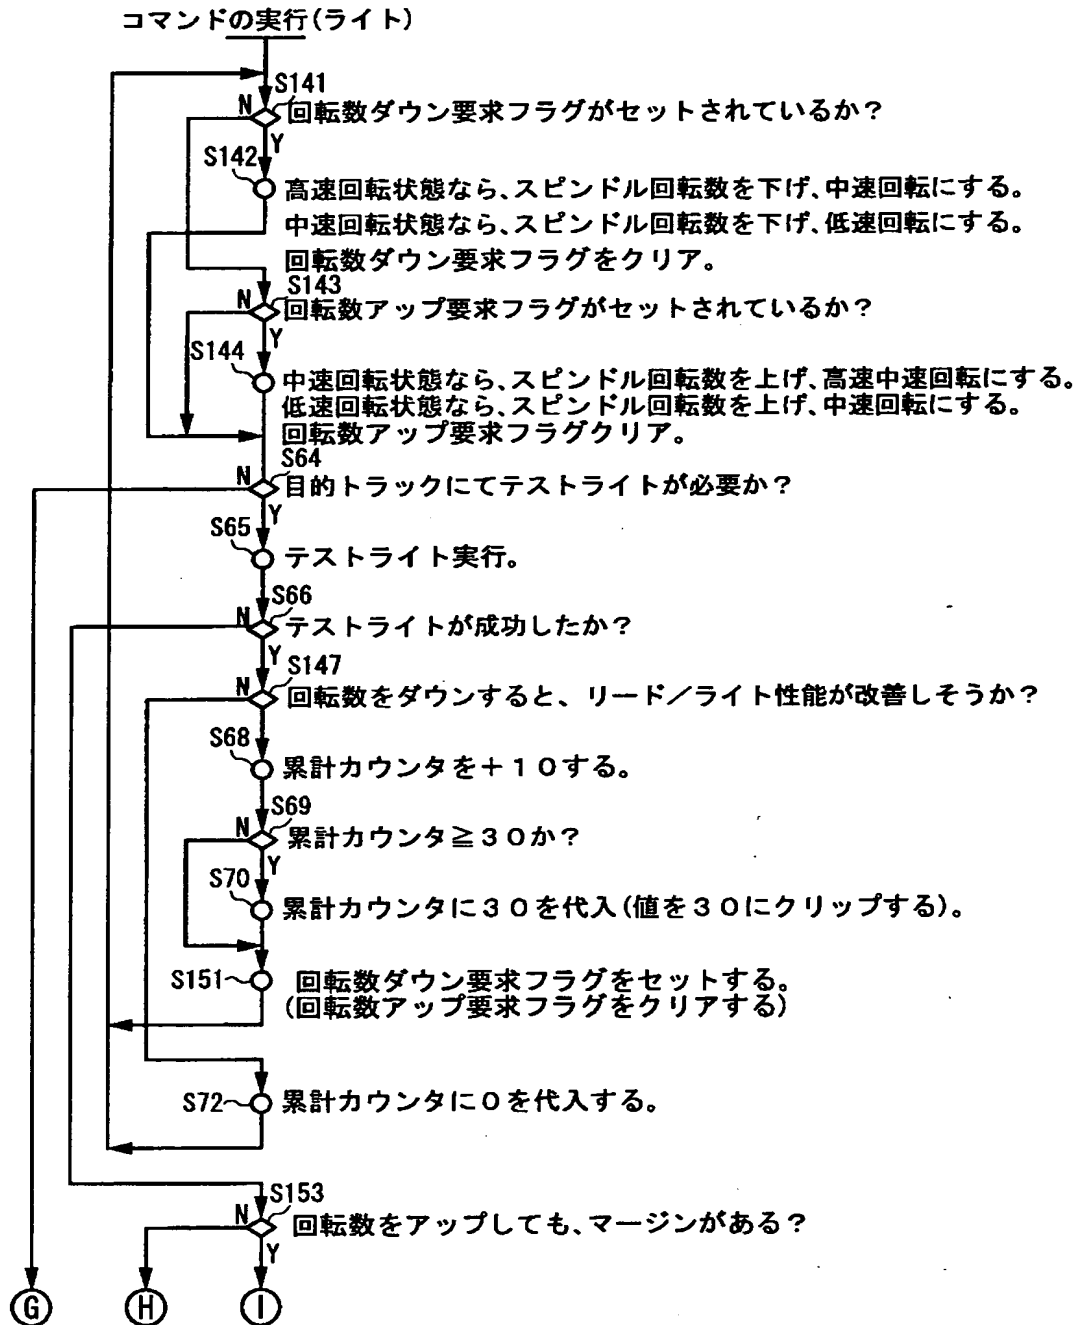 コマンドの実行(ライト)
S141
N
回転数ダウン要求フラグがセットされているか?
Y
S142
高速回転状態なら、スピンドル回転数を下げ、中速回転にする。
中速回転状態なら、スピンドル回転数を下げ、低速回転にする。
回転数ダウン要求フラグをクリア。
S143
N
回転数アップ要求フラグがセットされているか?
Y
S144
中速回転状態なら、スピンドル回転数を上げ、高速中速回転にする。
低速回転状態なら、スピンドル回転数を上げ、中速回転にする。
回転数アップ要求フラグクリア。
S64
N
目的トラックにてテストライトが必要か?
Y
S65
テストライト実行。
S66
N
テストライトが成功したか?
Y
S147
N
回転数をダウンすると、リード/ライト性能が改善しそうか?
S68
累計カウンタを+10する。
S69
N
累計カウンタ≧30か?
Y
S70
累計カウンタに30を代入(値を30にクリップする)。
S151
回転数ダウン要求フラグをセットする。
(回転数アップ要求フラグをクリアする)
S72
累計カウンタに0を代入する。
S153
N
回転数をアップしても、マージンがある?
Y
G
H
I